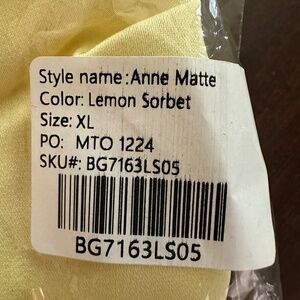 Style name:Anne Matte
Color: Lemon Sorbet
Size: XL
PO: MTO 1224
SKU#: BG7163LS05
BG7163LS05